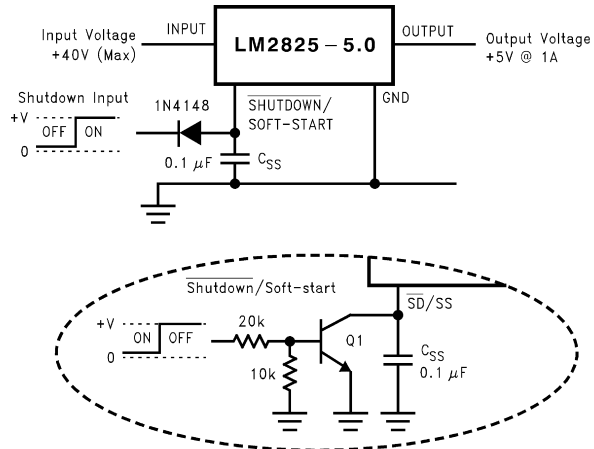 Input Voltage
+40V (Max)
INPUT
LM2825-5.0
OUTPUT
Output Voltage
+5V @ 1A
Shutdown Input
+V
OFF
ON
0
1N4148
SHUTDOWN/
SOFT-START
GND
0.1 μF
CSS
Shutdown/Soft-start
SD/SS
+V
ON
OFF
0
20k
10k
Q1
CSS
0.1 μF